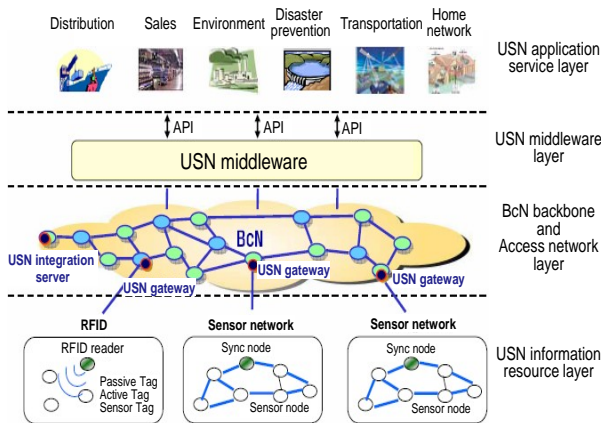 Distribution
Sales
Environment
Disaster
prevention
Transportation
Home
network
USN application
service layer
API
API
API
USN middleware
USN middleware
layer
BcN
BcN backbone
and
Access network
layer
USN integration
server
USN gateway
USN gateway
USN gateway
RFID
Sensor network
Sensor network
RFID reader
Passive Tag
Active Tag
Sensor Tag
Sync node
Sensor node
Sync node
Sensor node
USN information
resource layer